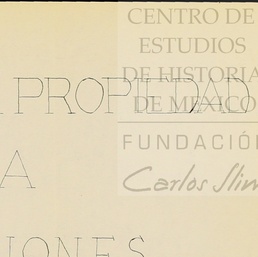 CENTRO DE
ESTUDIOS
DE HISTORIA
DE MÉXICO
PROPIEDAD
FUNDACIÓN
Carlos Slim
A
IONES